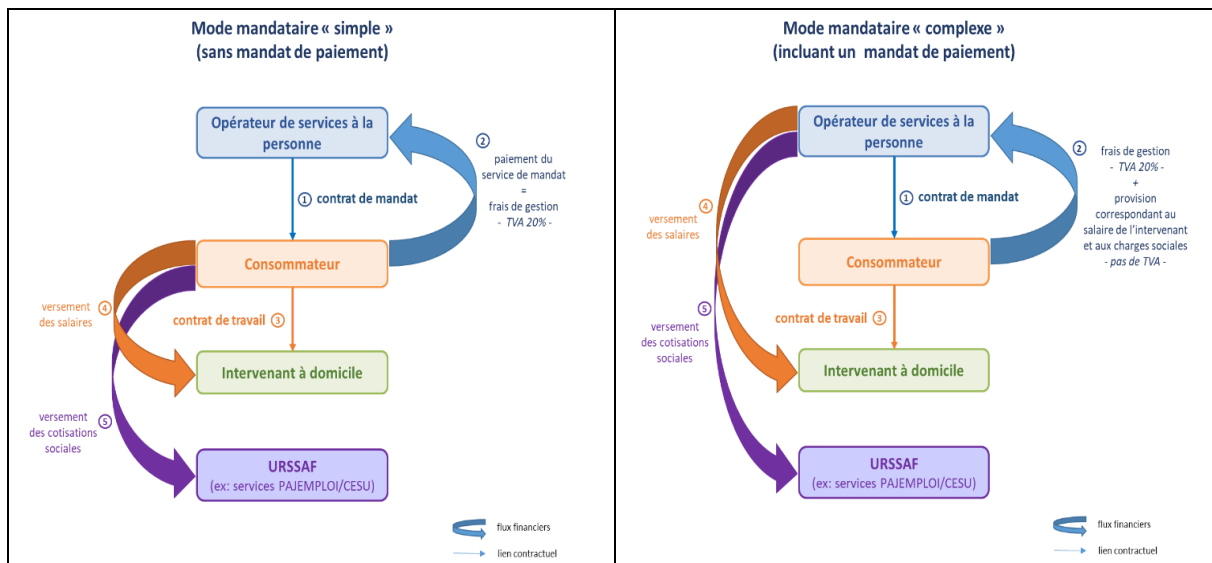 Mode mandataire « simple »
(sans mandat de paiement)
Opérateur de services à la
personne
②
paiement du
service de mandat
=
frais de gestion
- TVA 20% -
① contrat de mandat
Consommateur
④
versement
des salaires
contrat de travail ③
Intervenant à domicile
⑤
versement
des cotisations
sociales
URSSAF
(ex: services PAJEMPLOI/CESU)
flux financiers
lien contractuel
Mode mandataire « complexe »
(incluant un mandat de paiement)
Opérateur de services à la
personne
②
frais de gestion
- TVA 20% -
+
provision
correspondant au
salaire de l'intervenant
et aux charges sociales
- pas de TVA -
① contrat de mandat
④
versement
des salaires
Consommateur
⑤
versement
des cotisations
sociales
contrat de travail ③
Intervenant à domicile
URSSAF
(ex: services PAJEMPLOI/CESU)
flux financiers
lien contractuel